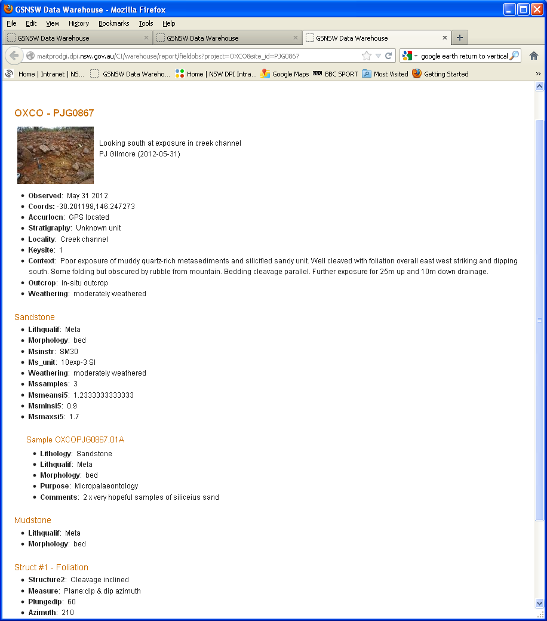 GSNSW Data Warehouse - Mozilla Firefox
File Edit View History Bookmarks Tools Help
GSNSW Data Warehouse × GSNSW Data Warehouse × GSNSW Data Warehouse × +
maitprodgi.dpi.nsw.gov.au/CI/warehouse/report/fieldobs?project=OXCO&site_id=PJG0867 google earth return to vertical
Home | Intranet | NS... GSNSW Data Wareho... Home | NSW DPI Intra... Google Maps BBC SPORT Most Visited Getting Started
OXCO - PJG0867
Looking south at exposure in creek channel
PJ Gilmore (2012-05-31)
• Observed: May 31 2012
• Coords: -30.201198,146.247273
• Accurlocn: GPS located
• Stratigraphy: Unknown unit
• Locality: Creek channel
• Keysite: 1
• Context: Poor exposure of muddy quartz-rich metasediments and silicified sandy unit. Well cleaved with foliation overall east west striking and dipping
south. Some folding but obscured by rubble from mountain. Bedding cleavage parallel. Further exposure for 25m up and 10m down drainage.
• Outcrop: In-situ outcrop
• Weathering: moderately weathered
Sandstone
• Lithqualif: Meta
• Morphology: bed
• Msinstr: SM30
• Ms_unit: 10exp-3 SI
• Weathering: moderately weathered
• Mssamples: 3
• Msmeansi5: 1.2333333333333
• Msminsi5: 0.9
• Msmaxsi5: 1.7
Sample OXCOPJG0867.01A
• Lithology: Sandstone
• Lithqualif: Meta
• Morphology: bed
• Purpose: Micropalaeontology
• Comments: 2 x very hopeful samples of siliceius sand
Mudstone
• Lithqualif: Meta
• Morphology: bed
Struct #1 - Foliation
• Structure2: Cleavage inclined
• Measure: Plane:dip & dip azimuth
• Plungedip: 60
• Azimuth: 210